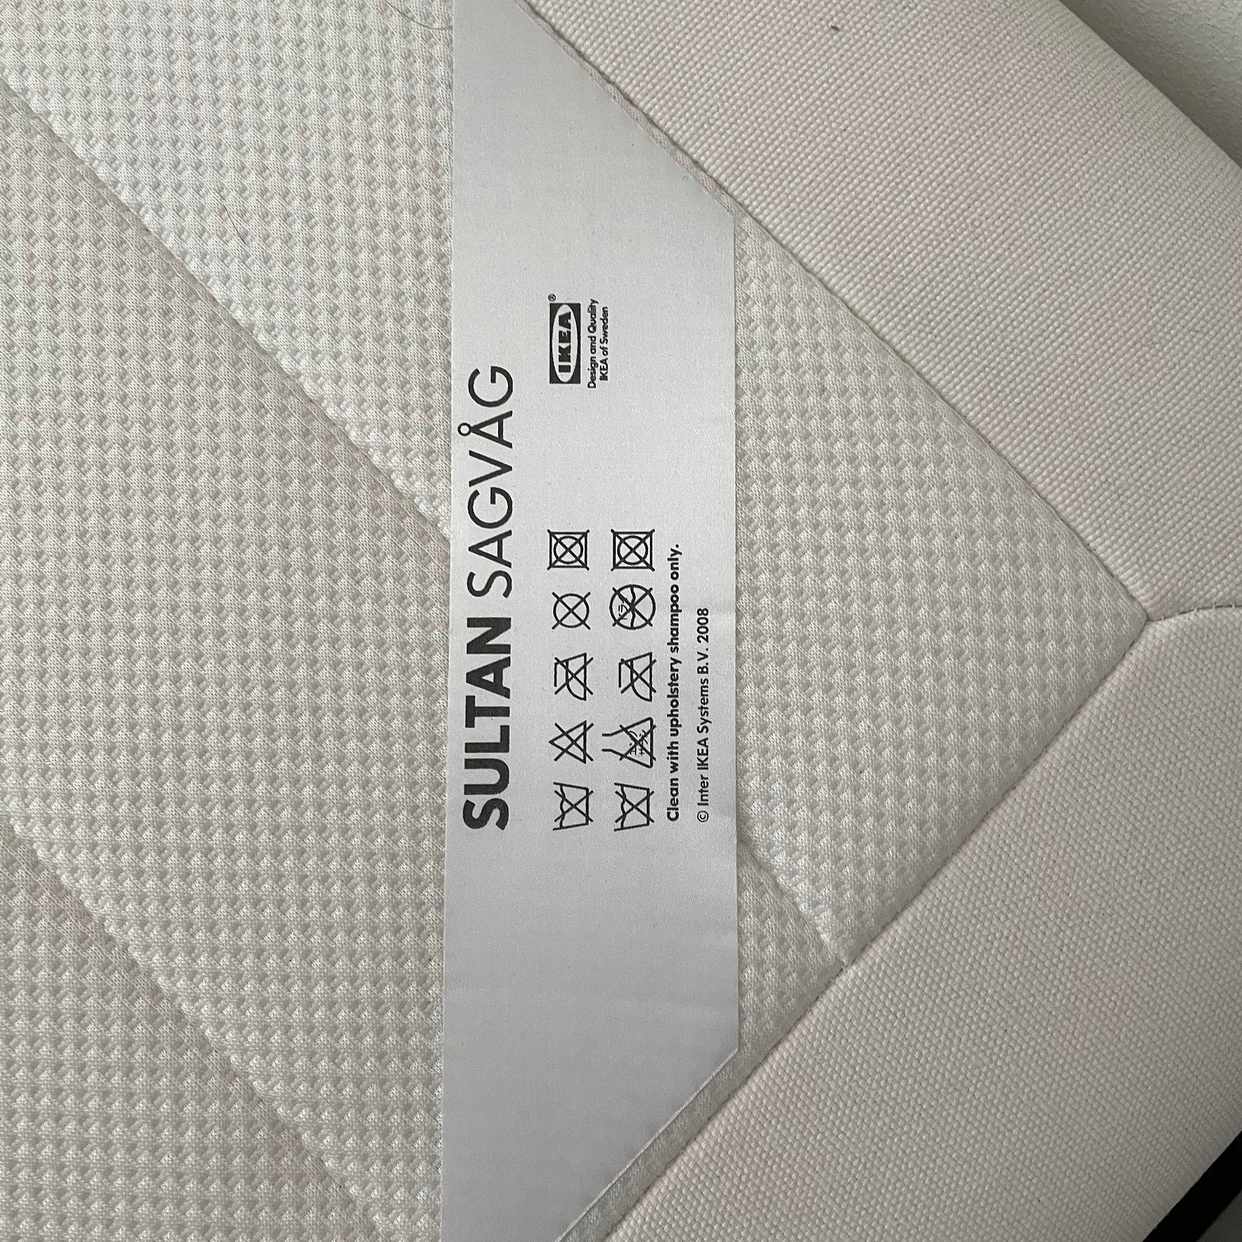 SULTAN SAGVÅG
IKEA®
Design and Quality
IKEA of Sweden
Clean with upholstery shampoo only.
© Inter IKEA Systems B.V. 2008